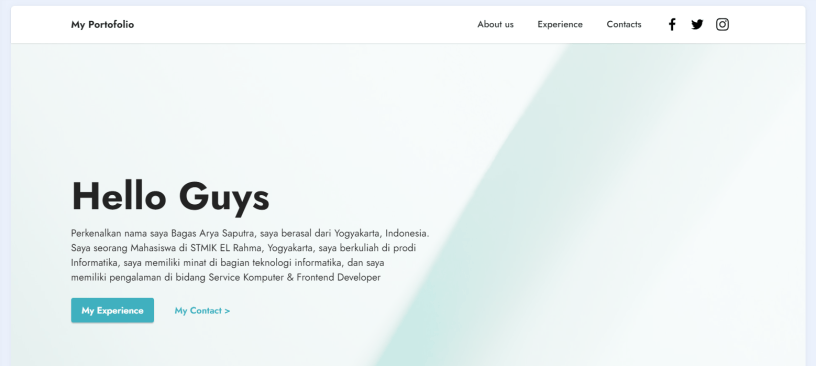 My Portofolio
About us
Experience
Contacts
Hello Guys
Perkenalkan nama saya Bagas Arya Saputra, saya berasal dari Yogyakarta, Indonesia.
Saya seorang Mahasiswa di STMIK EL Rahma, Yogyakarta, saya berkuliah di prodi
Informatika, saya memiliki minat di bagian teknologi informatika, dan saya
memiliki pengalaman di bidang Service Komputer & Frontend Developer
My Experience
My Contact >